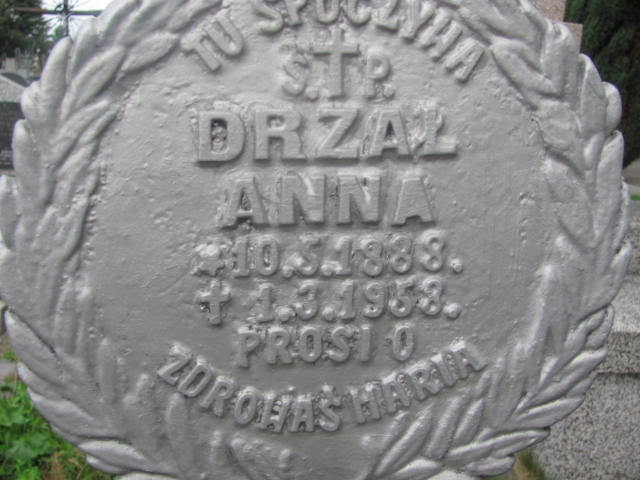 TU SPOCZYWA
Ś.†P.
DRZAŁ
ANNA
* 10.5.1888.
† 1.3.1958.
PROSI O
ZDROWAŚ MARIA